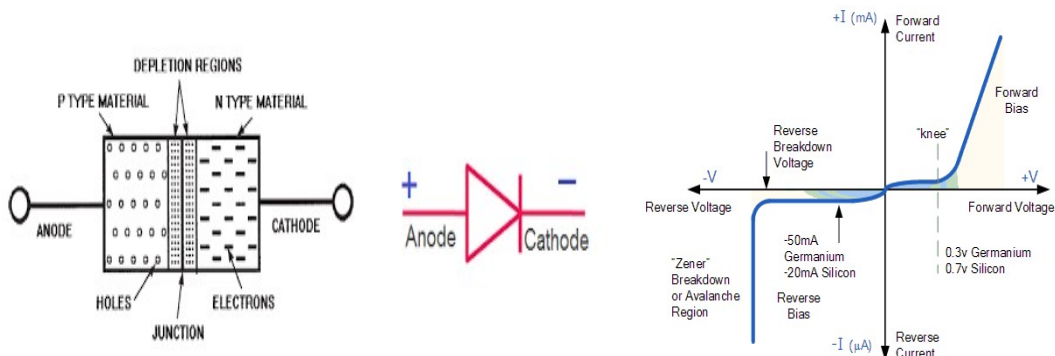 DEPLETION REGIONS
P TYPE MATERIAL
N TYPE MATERIAL
ANODE
CATHODE
HOLES
ELECTRONS
JUNCTION
+
−
Anode
Cathode
+I (mA)
Forward
Current
Forward
Bias
"knee"
Reverse
Breakdown
Voltage
-V
+V
Reverse Voltage
Forward Voltage
-50mA
Germanium
-20mA Silicon
0.3v Germanium
0.7v Silicon
"Zener"
Breakdown
or Avalanche
Region
Reverse
Bias
-I (µA)
Reverse
Current